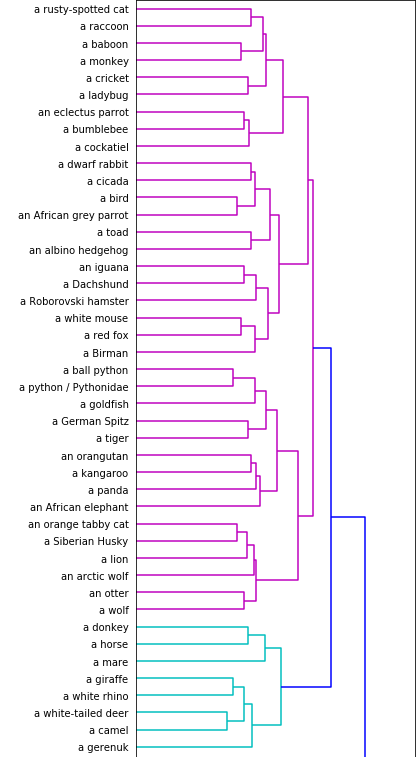 a rusty-spotted cat
a raccoon
a baboon
a monkey
a cricket
a ladybug
an eclectus parrot
a bumblebee
a cockatiel
a dwarf rabbit
a cicada
a bird
an African grey parrot
a toad
an albino hedgehog
an iguana
a Dachshund
a Roborovski hamster
a white mouse
a red fox
a Birman
a ball python
a python / Pythonidae
a goldfish
a German Spitz
a tiger
an orangutan
a kangaroo
a panda
an African elephant
an orange tabby cat
a Siberian Husky
a lion
an arctic wolf
an otter
a wolf
a donkey
a horse
a mare
a giraffe
a white rhino
a white-tailed deer
a camel
a gerenuk